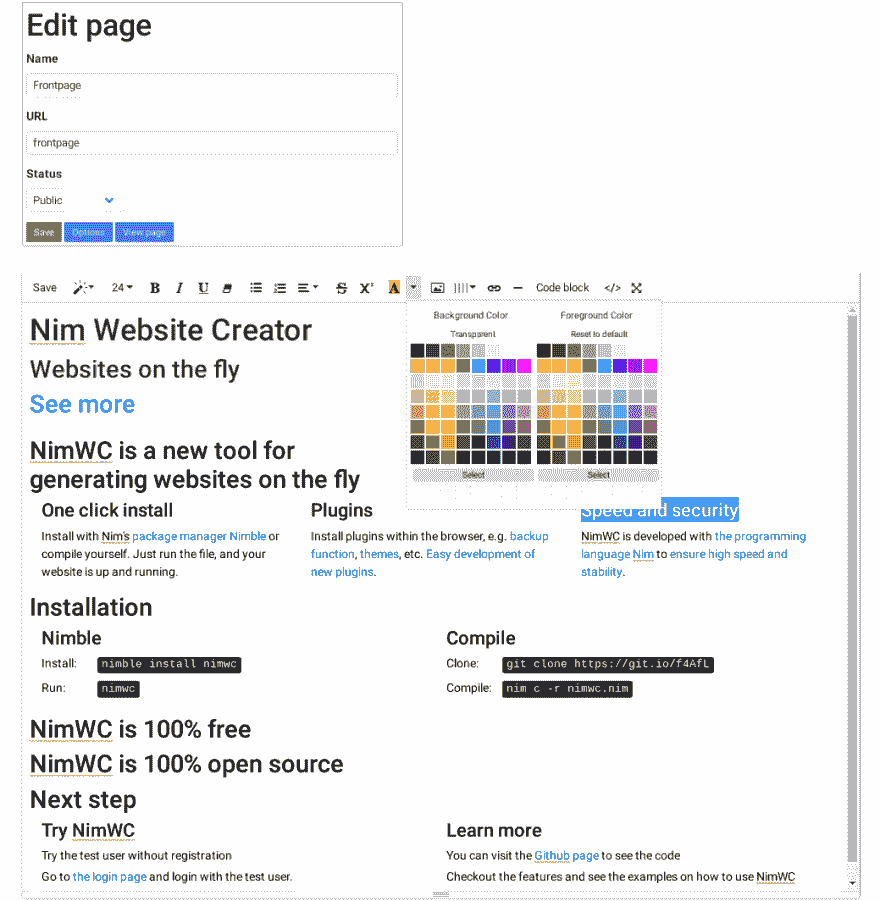 Edit page
Name
Frontpage
URL
frontpage
Status
Public
Save Options View page
Save 24 B I U S X A Code block </>
Background Color Foreground Color
Transparent Reset to default
Select Select
Nim Website Creator
Websites on the fly
See more
NimWC is a new tool for
generating websites on the fly
One click install
Install with Nim's package manager Nimble or
compile yourself. Just run the file, and your
website is up and running.
Plugins
Install plugins within the browser, e.g. backup
function, themes, etc. Easy development of
new plugins.
Speed and security
NimWC is developed with the programming
language Nim to ensure high speed and
stability.
Installation
Nimble
Install: nimble install nimwc
Run: nimwc
Compile
Clone: git clone https://git.io/f4AfL
Compile: nim c -r nimwc.nim
NimWC is 100% free
NimWC is 100% open source
Next step
Try NimWC
Try the test user without registration
Go to the login page and login with the test user.
Learn more
You can visit the Github page to see the code
Checkout the features and see the examples on how to use NimWC